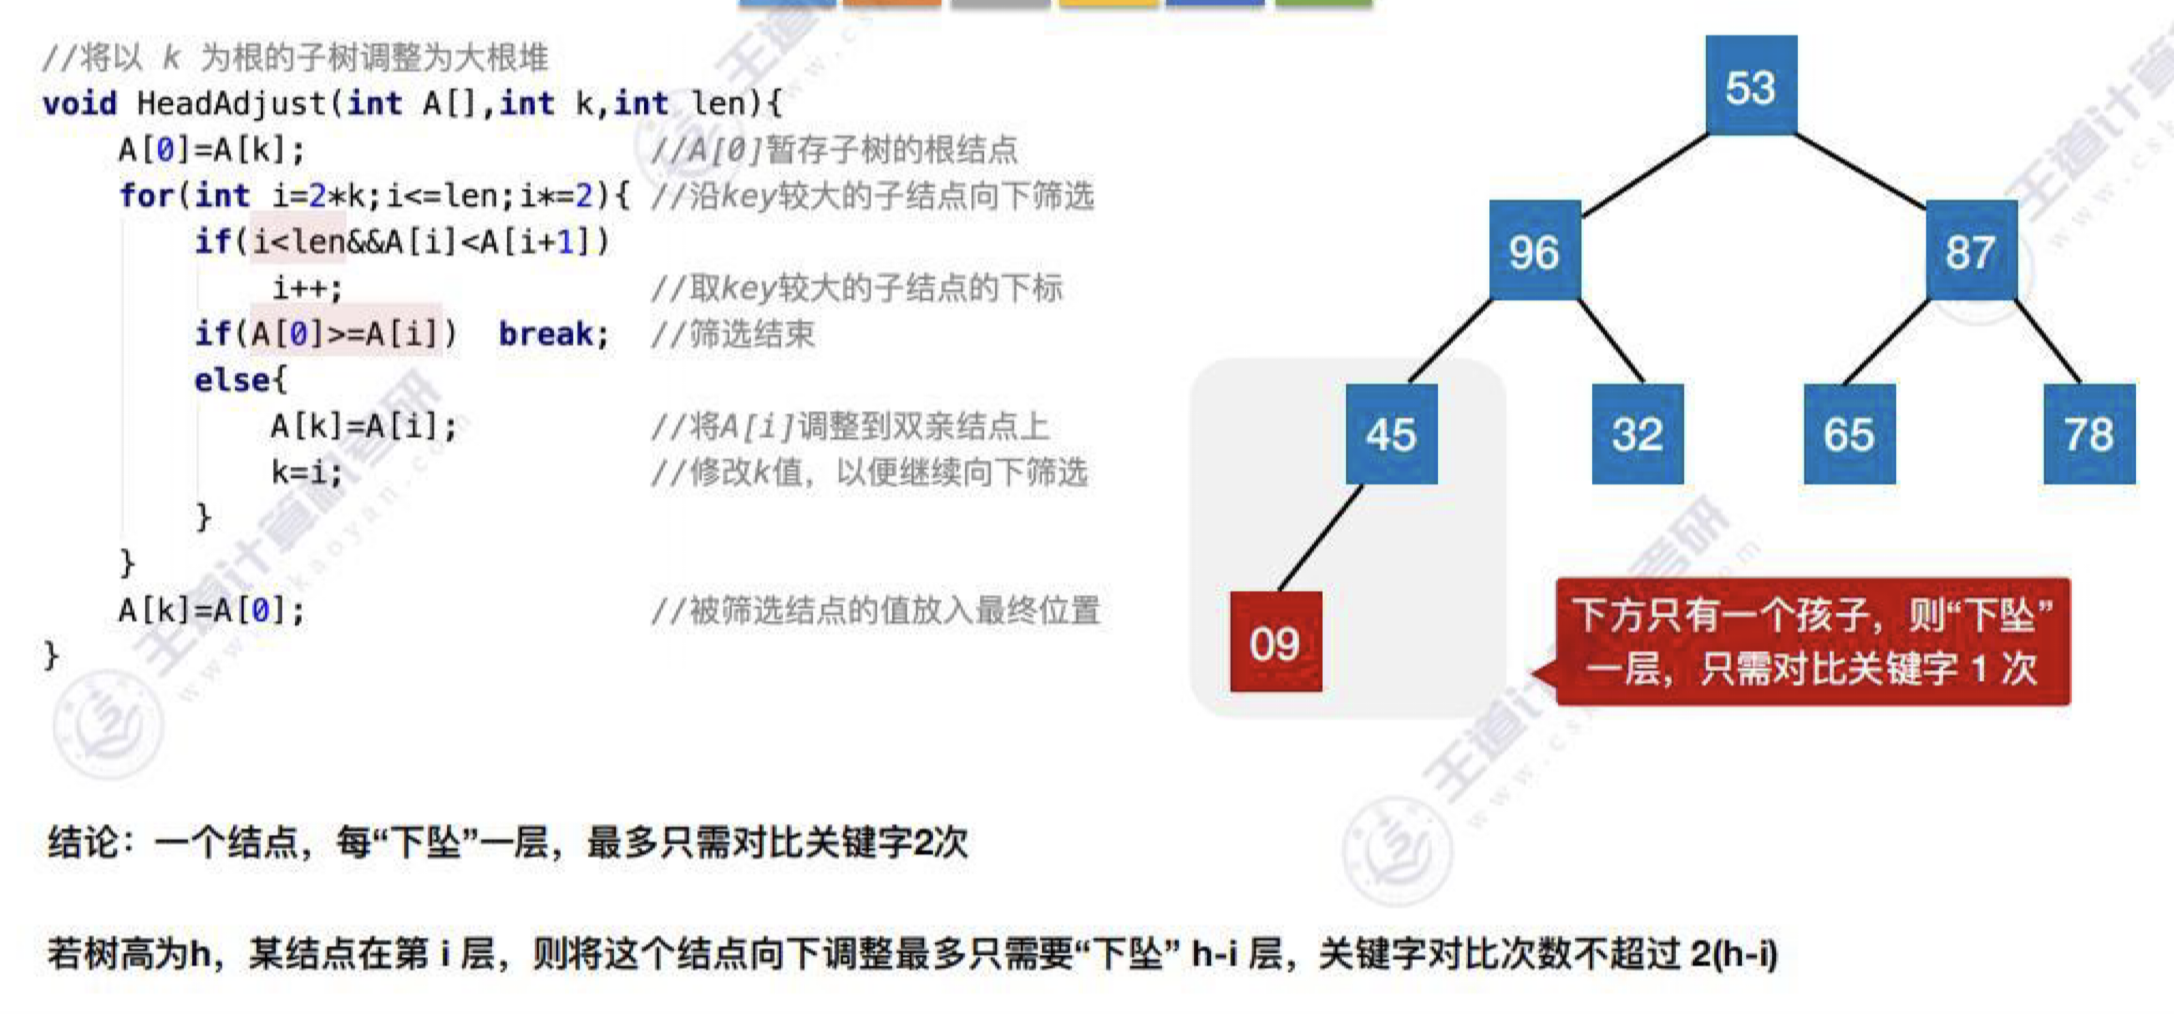 //将以 k 为根的子树调整为大根堆
void HeadAdjust(int A[],int k,int len){
A[0]=A[k]; //A[0]暂存子树的根结点
for(int i=2*k;i<=len;i*=2){ //沿key较大的子结点向下筛选
if(i<len&&A[i]<A[i+1])
i++; //取key较大的子结点的下标
if(A[0]>=A[i]) break; //筛选结束
else{
A[k]=A[i]; //将A[i]调整到双亲结点上
k=i; //修改k值，以便继续向下筛选
}
}
A[k]=A[0]; //被筛选结点的值放入最终位置
}
53
96 87
45 32 65 78
09
下方只有一个孩子，则“下坠”
一层，只需对比关键字 1 次
结论：一个结点，每“下坠”一层，最多只需对比关键字2次
若树高为h，某结点在第 i 层，则将这个结点向下调整最多只需要“下坠” h-i 层，关键字对比次数不超过 2(h-i)
王道计算机考研